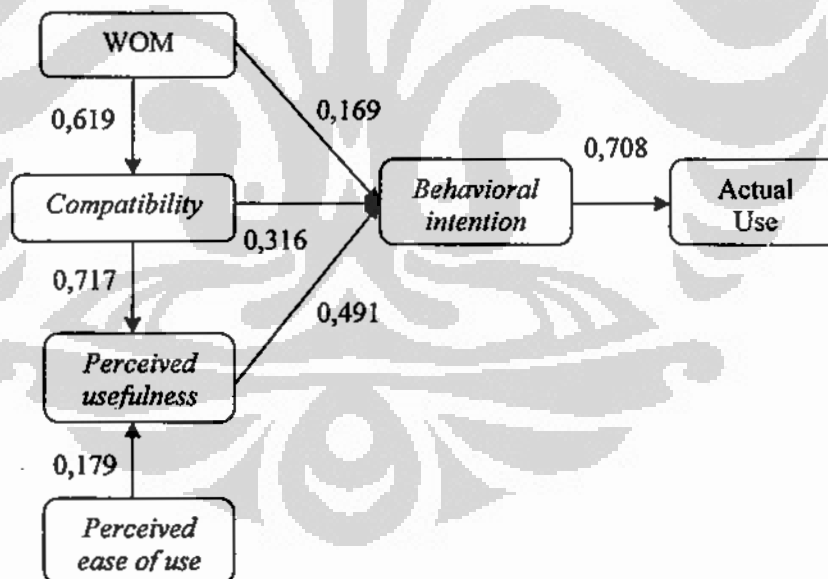 WOM
0,619
0,169
0,708
Compatibility
0,316
Behavioral
intention
Actual
Use
0,717
0,491
Perceived
usefulness
0,179
Perceived
ease of use